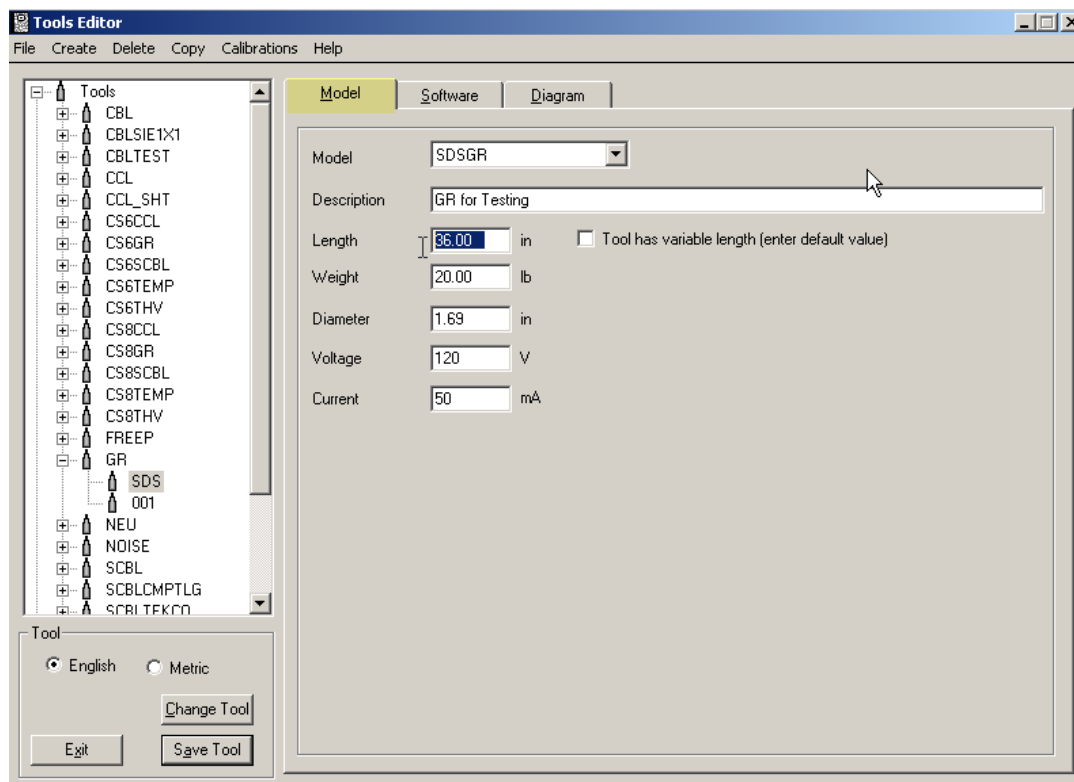 Tools Editor
File Create Delete Copy Calibrations Help
Tools
CBL
CBLSIE1X1
CBLTEST
CCL
CCL_SHT
CS6CCL
CS6GR
CS6SCBL
CS6TEMP
CS6THV
CS8CCL
CS8GR
CS8SCBL
CS8TEMP
CS8THV
FREEP
GR
SDS
001
NEU
NOISE
SCBL
SCBLCMPTLG
SCBLTEKCO
Tool
English Metric
Change Tool
Exit Save Tool
Model Software Diagram
Model SDSGR
Description GR for Testing
Length 36.00 in Tool has variable length (enter default value)
Weight 20.00 lb
Diameter 1.69 in
Voltage 120 V
Current 50 mA